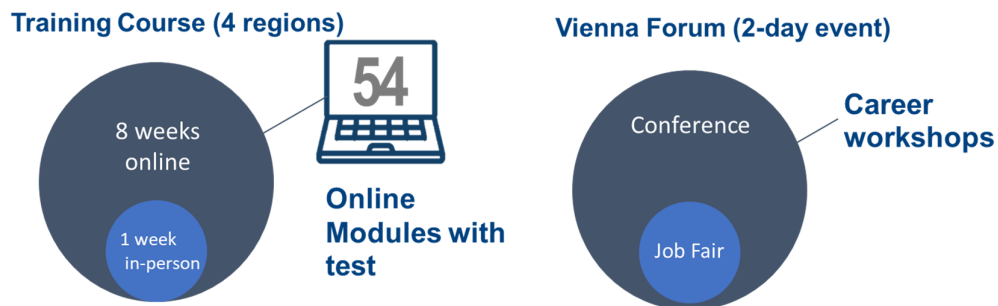 Training Course (4 regions)
54
8 weeks
online
1 week
in-person
Online
Modules with
test
Vienna Forum (2-day event)
Conference
Career
workshops
Job Fair